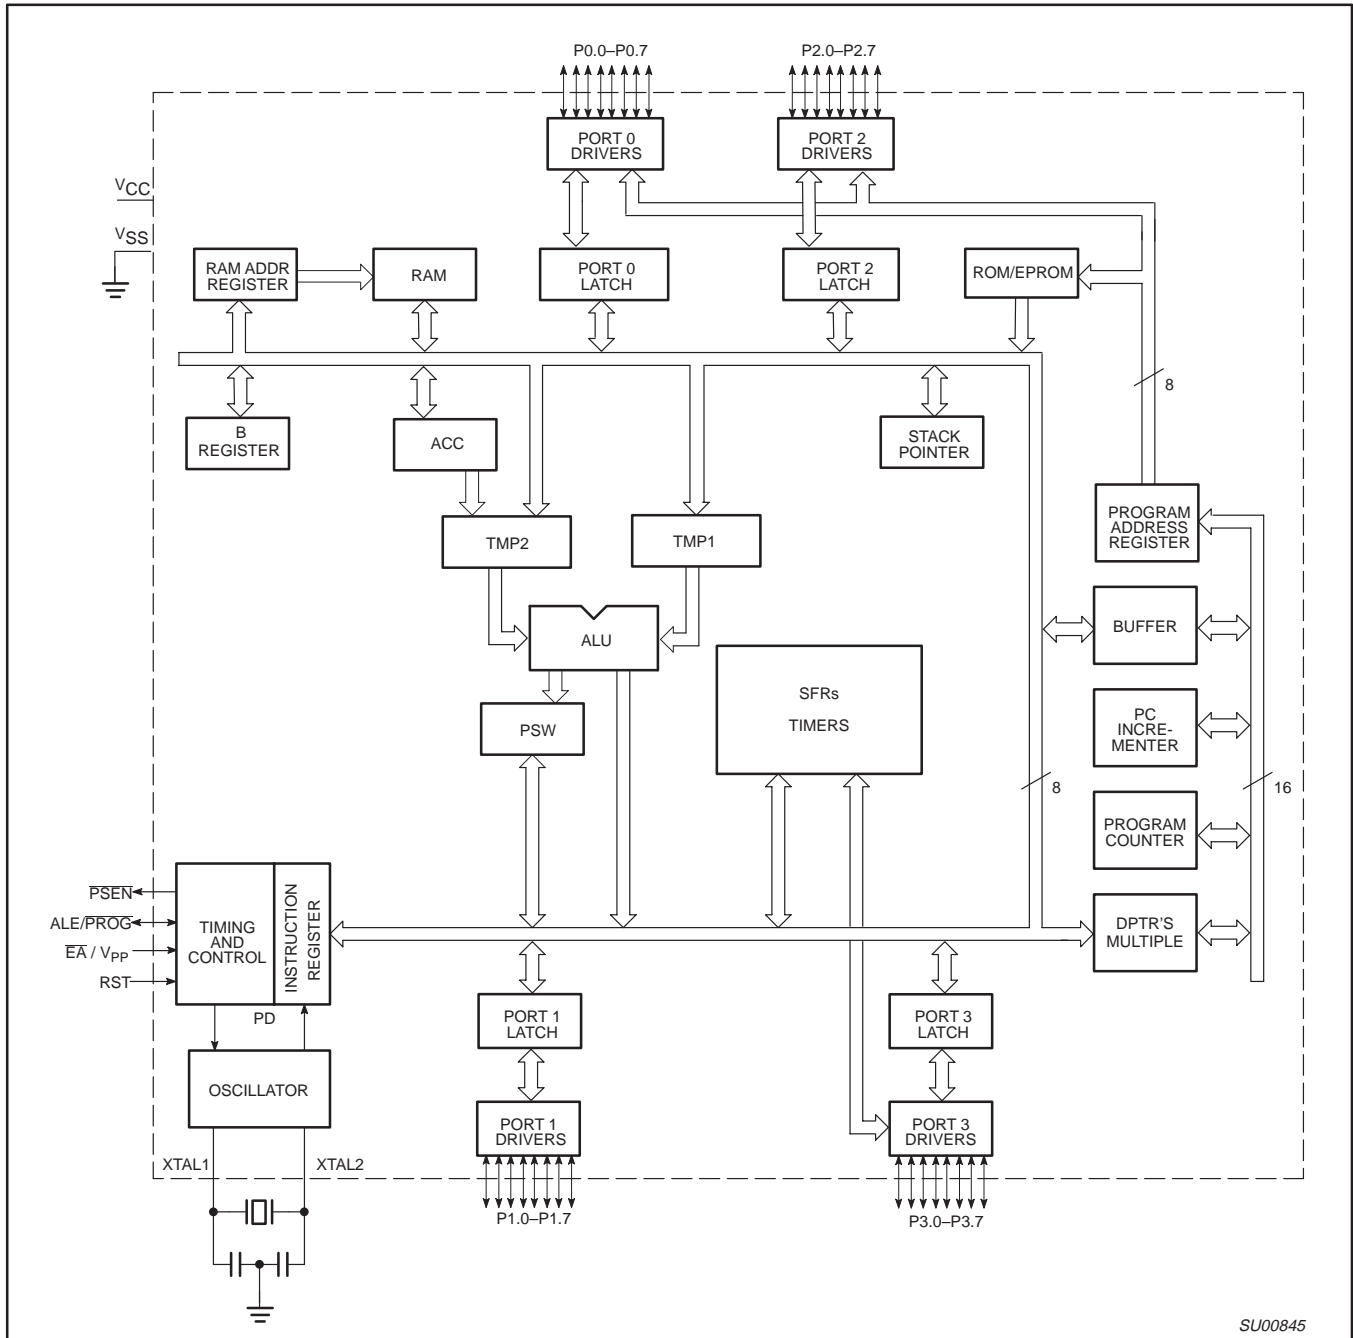 P0.0–P0.7
P2.0–P2.7
PORT 0
DRIVERS
PORT 2
DRIVERS
VCC
VSS
RAM ADDR
REGISTER
RAM
PORT 0
LATCH
PORT 2
LATCH
ROM/EPROM
8
B
REGISTER
ACC
STACK
POINTER
PROGRAM
ADDRESS
REGISTER
TMP2
TMP1
BUFFER
ALU
SFRs
TIMERS
PSW
PC
INCRE-
MENTER
8
16
PROGRAM
COUNTER
PSEN
ALE/PROG
EA / VPP
RST
TIMING
AND
CONTROL
INSTRUCTION
REGISTER
DPTR'S
MULTIPLE
PD
PORT 1
LATCH
PORT 3
LATCH
OSCILLATOR
PORT 1
DRIVERS
PORT 3
DRIVERS
XTAL1
XTAL2
P1.0–P1.7
P3.0–P3.7
SU00845